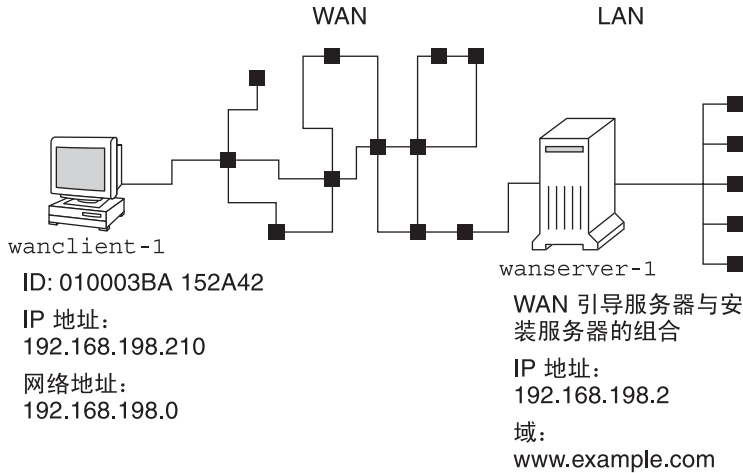 WAN
LAN
wanclient-1
ID: 010003BA 152A42
IP 地址：
192.168.198.210
网络地址：
192.168.198.0
wanserver-1
WAN 引导服务器与安
装服务器的组合
IP 地址：
192.168.198.2
域：
www.example.com